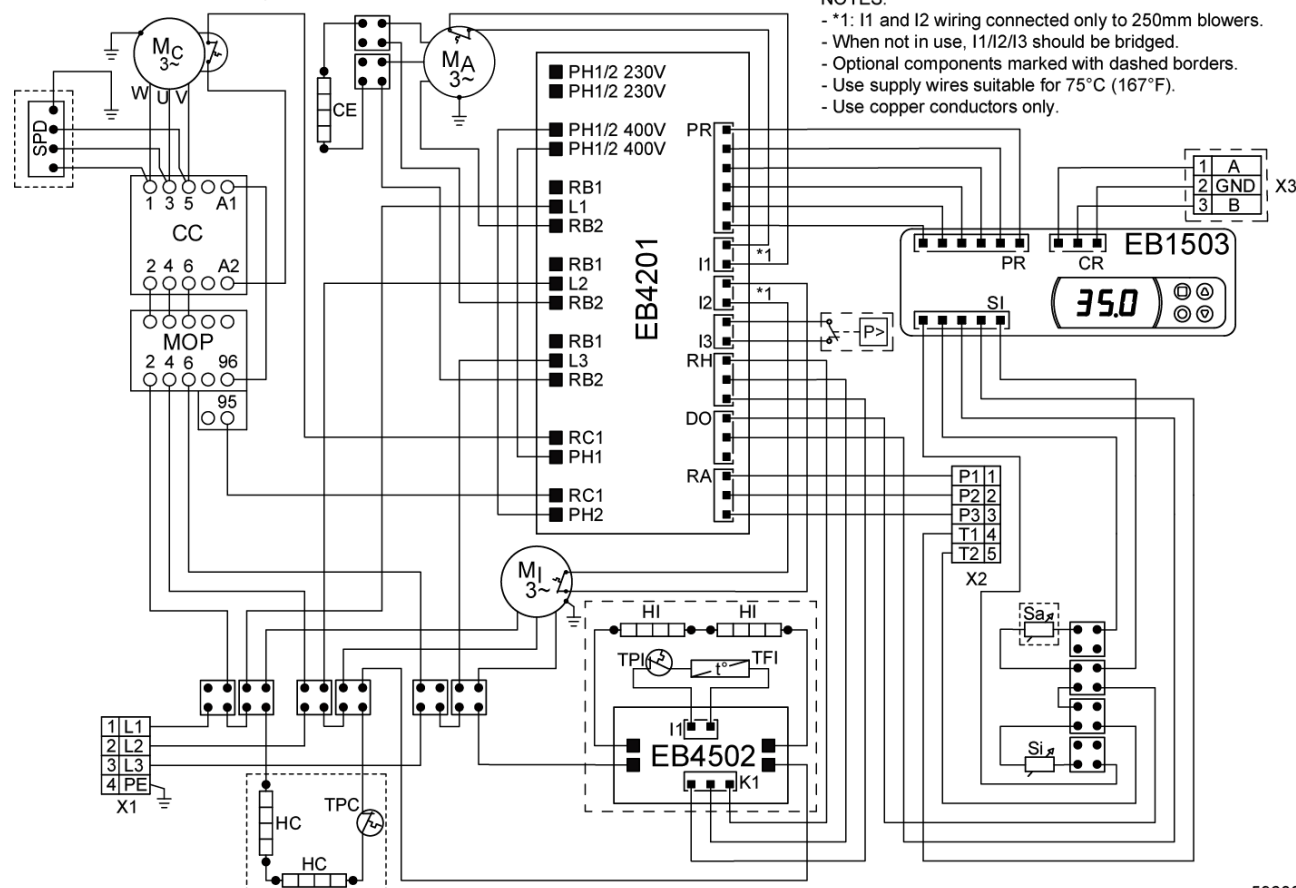 NOTES:
- *1: I1 and I2 wiring connected only to 250mm blowers.
- When not in use, I1/I2/I3 should be bridged.
- Optional components marked with dashed borders.
- Use supply wires suitable for 75°C (167°F).
- Use copper conductors only.
MC
3~
W U V
SPD
1 3 5 A1
CC
2 4 6 A2
MOP
2 4 6 96
95
CE
MA
3~
EB4201
PH1/2 230V
PH1/2 230V
PH1/2 400V
PH1/2 400V
RB1
L1
RB2
RB1
L2
RB2
RB1
L3
RB2
RC1
PH1
RC1
PH2
PR
I1
*1
I2
*1
I3
RH
DO
RA
P>
1 A
2 GND
3 B
X3
EB1503
PR
CR
SI
35.0
P1 1
P2 2
P3 3
T1 4
T2 5
X2
MI
3~
HI
HI
TPI
t°
TFI
I1
EB4502
K1
Sa
Si
1 L1
2 L2
3 L3
4 PE
X1
HC
TPC
HC